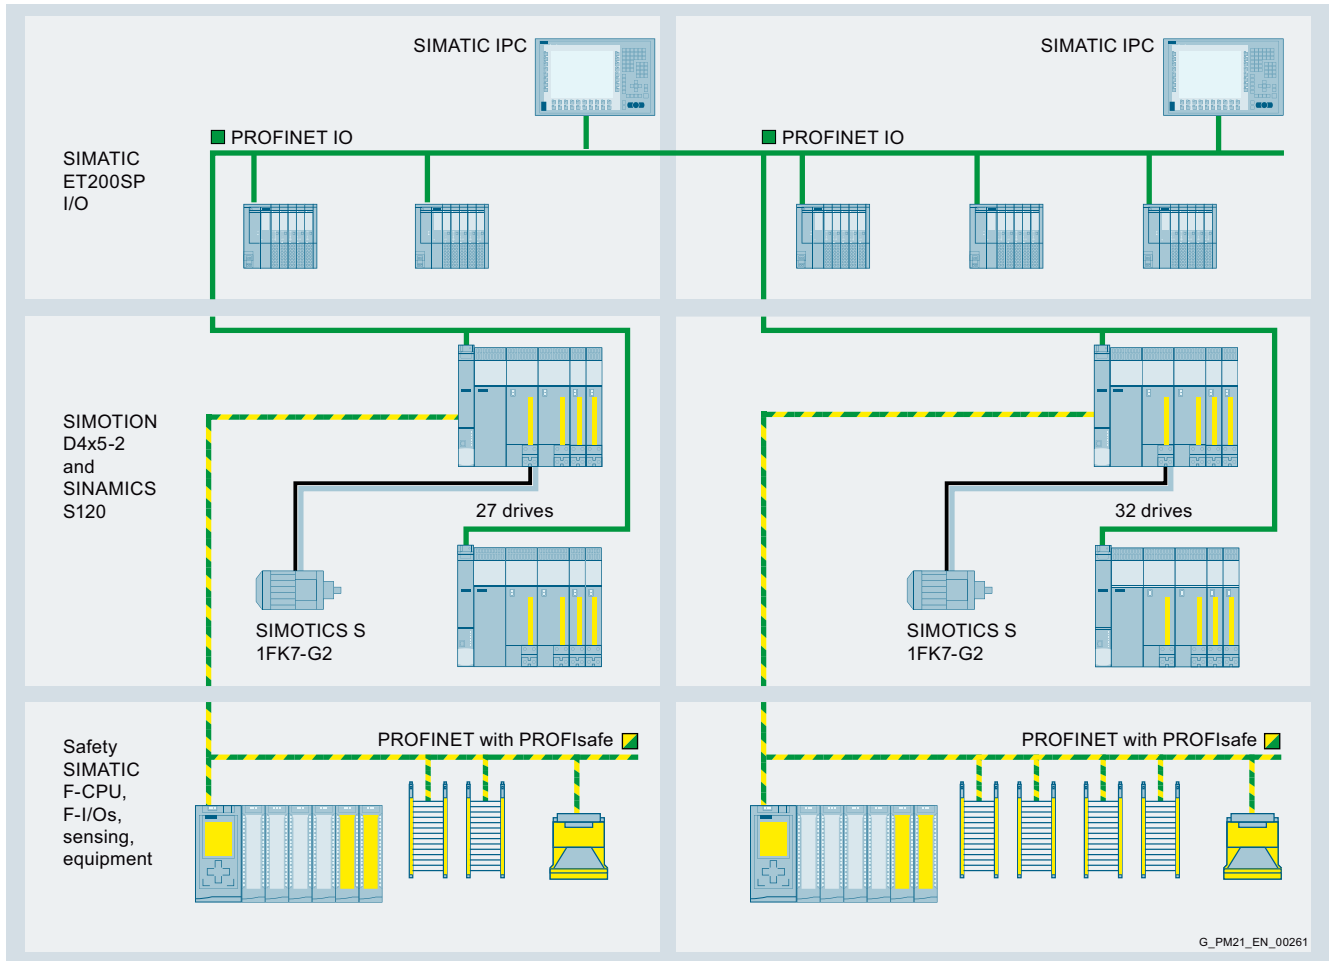 SIMATIC IPC
SIMATIC IPC
PROFINET IO
PROFINET IO
SIMATIC
ET200SP
I/O
SIMOTION
D4x5-2
and
SINAMICS
S120
27 drives
32 drives
SIMOTICS S
1FK7-G2
SIMOTICS S
1FK7-G2
Safety
SIMATIC
F-CPU,
F-I/Os,
sensing,
equipment
PROFINET with PROFIsafe
PROFINET with PROFIsafe
G_PM21_EN_00261